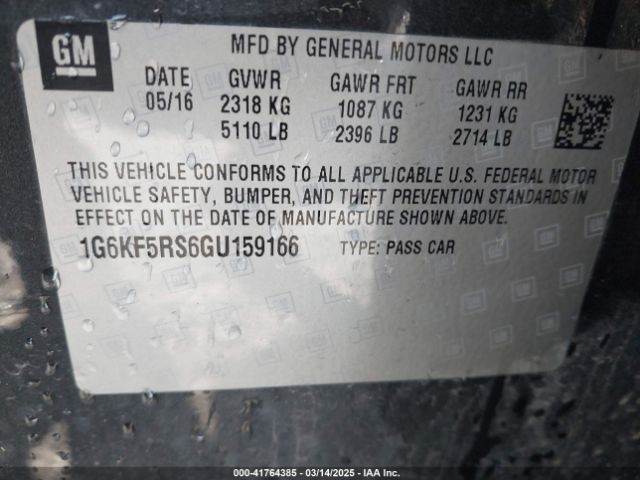 GM
MFD BY GENERAL MOTORS LLC
DATE GVWR GAWR FRT GAWR RR
05/16 2318 KG 1087 KG 1231 KG
5110 LB 2396 LB 2714 LB
THIS VEHICLE CONFORMS TO ALL APPLICABLE U.S. FEDERAL MOTOR
VEHICLE SAFETY, BUMPER, AND THEFT PREVENTION STANDARDS IN
EFFECT ON THE DATE OF MANUFACTURE SHOWN ABOVE.
1G6KF5RS6GU159166 TYPE: PASS CAR
000-41764385 - 03/14/2025 - IAA Inc.